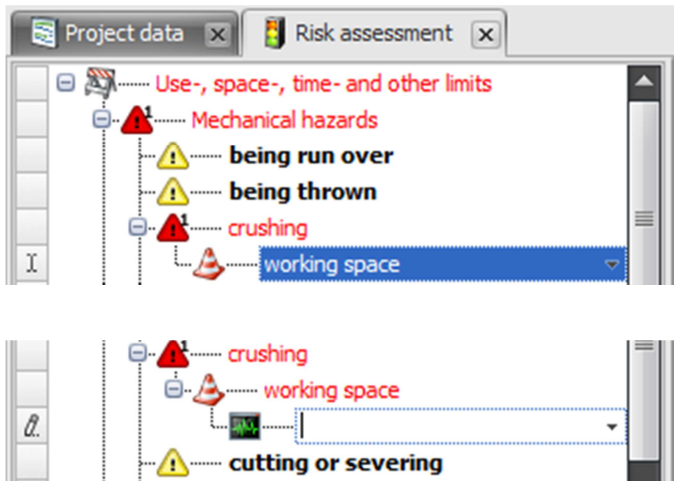 Project data Risk assessment
Use-, space-, time- and other limits
1 Mechanical hazards
being run over
being thrown
1 crushing
working space
1 crushing
working space
cutting or severing